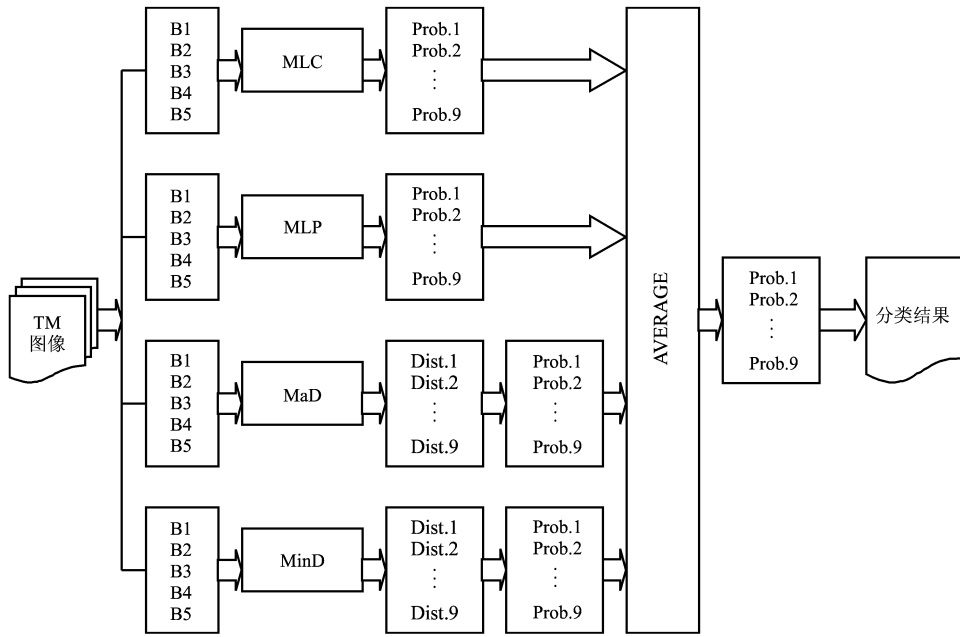 TM
图像
B1
B2
B3
B4
B5
MLC
Prob.1
Prob.2
⋮
Prob.9
B1
B2
B3
B4
B5
MLP
Prob.1
Prob.2
⋮
Prob.9
B1
B2
B3
B4
B5
MaD
Dist.1
Dist.2
⋮
Dist.9
Prob.1
Prob.2
⋮
Prob.9
B1
B2
B3
B4
B5
MinD
Dist.1
Dist.2
⋮
Dist.9
Prob.1
Prob.2
⋮
Prob.9
AVERAGE
Prob.1
Prob.2
⋮
Prob.9
分类结果